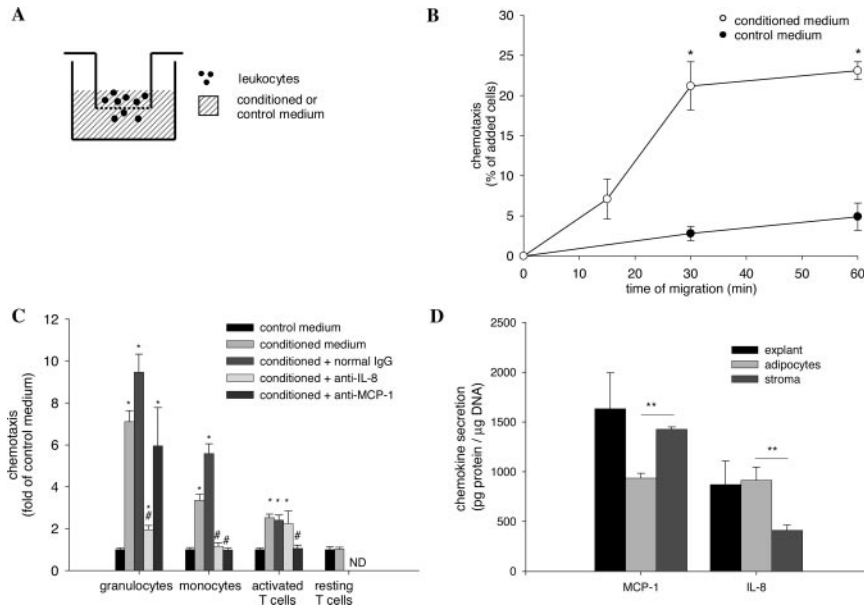 A
leukocytes
conditioned or
control medium
B
conditioned medium
control medium
chemotaxis
(% of added cells)
30
25
20
15
10
5
0
* *
0 10 20 30 40 50 60
time of migration (min)
C
control medium
conditioned medium
conditioned + normal IgG
conditioned + anti-IL-8
conditioned + anti-MCP-1
chemotaxis
(fold of control medium)
12
10
8
6
4
2
0
* * * # * * * # # * * * # ND
granulocytes monocytes activated T cells resting T cells
D
explant
adipocytes
stroma
chemokine secretion
(pg protein / µg DNA)
2500
2000
1500
1000
500
0
** **
MCP-1 IL-8